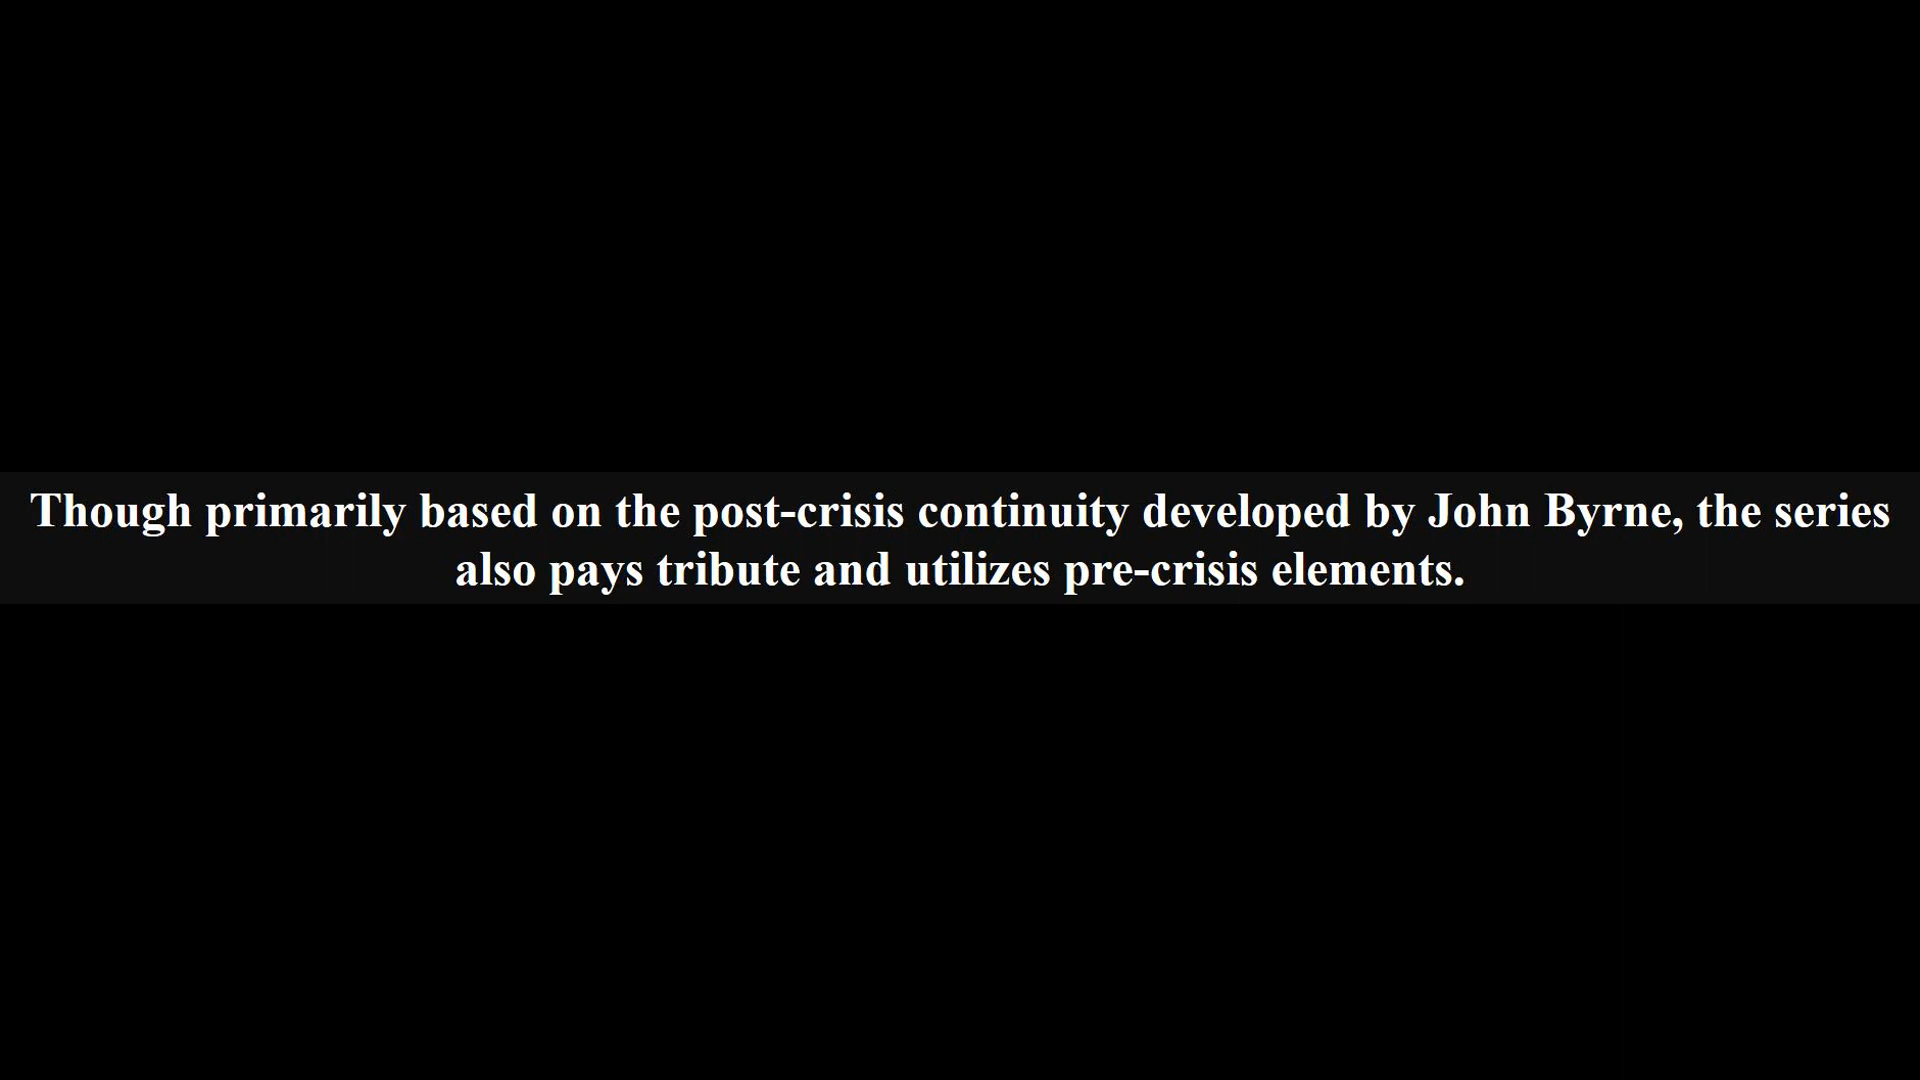 Though primarily based on the post-crisis continuity developed by John Byrne, the series
also pays tribute and utilizes pre-crisis elements.